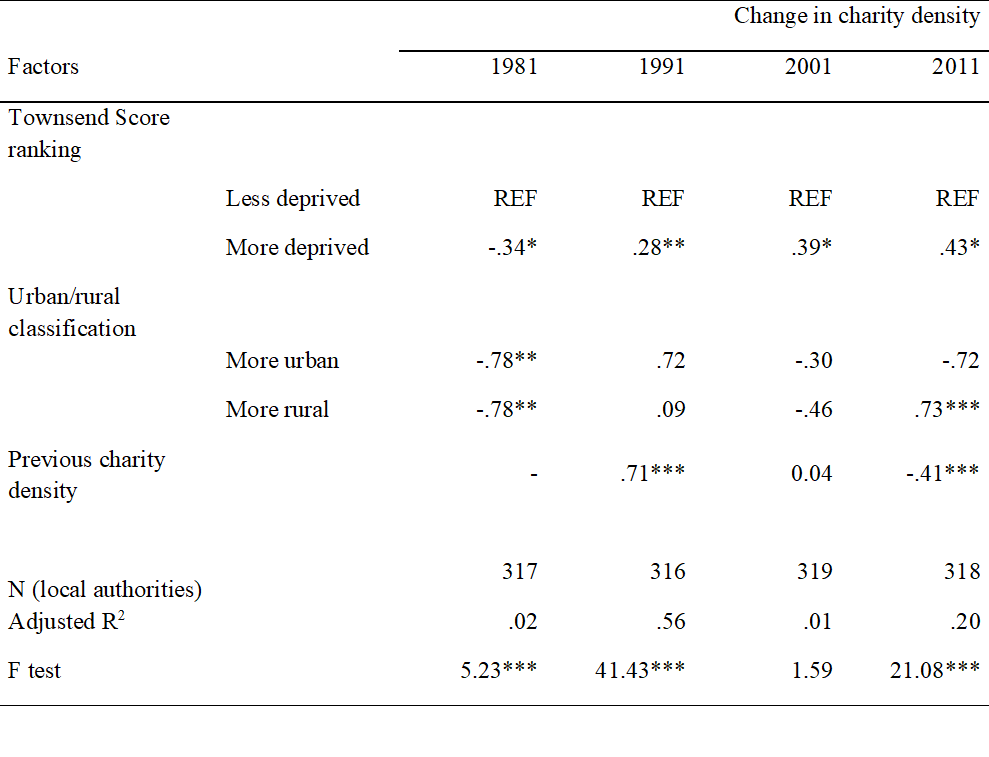 Change in charity density
Factors 1981 1991 2001 2011
Townsend Score
ranking
Less deprived REF REF REF REF
More deprived -.34* .28** .39* .43*
Urban/rural
classification
More urban -.78** .72 -.30 -.72
More rural -.78** .09 -.46 .73***
Previous charity
density - .71*** 0.04 -.41***
N (local authorities) 317 316 319 318
Adjusted R² .02 .56 .01 .20
F test 5.23*** 41.43*** 1.59 21.08***